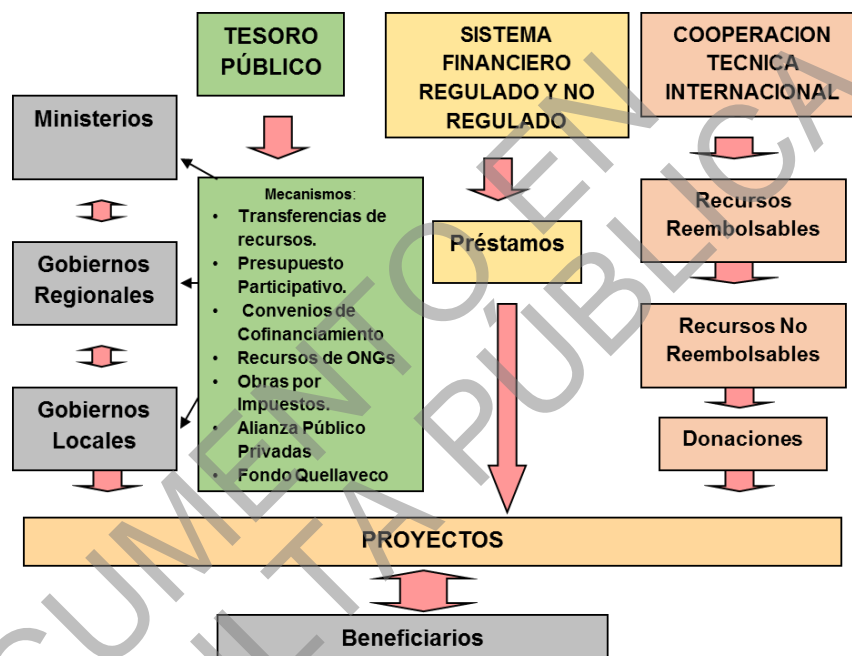 TESORO
PÚBLICO
SISTEMA
FINANCIERO
REGULADO Y NO
REGULADO
COOPERACION
TECNICA
INTERNACIONAL
Ministerios
Gobiernos
Regionales
Gobiernos
Locales
Mecanismos:
• Transferencias de
recursos.
• Presupuesto
Participativo.
• Convenios de
Cofinanciamiento
• Recursos de ONGs
• Obras por
Impuestos.
• Alianza Público
Privadas
• Fondo Quellaveco
Préstamos
Recursos
Reembolsables
Recursos No
Reembolsables
Donaciones
PROYECTOS
Beneficiarios
CUMENTO EN
ULTA PÚBLICA